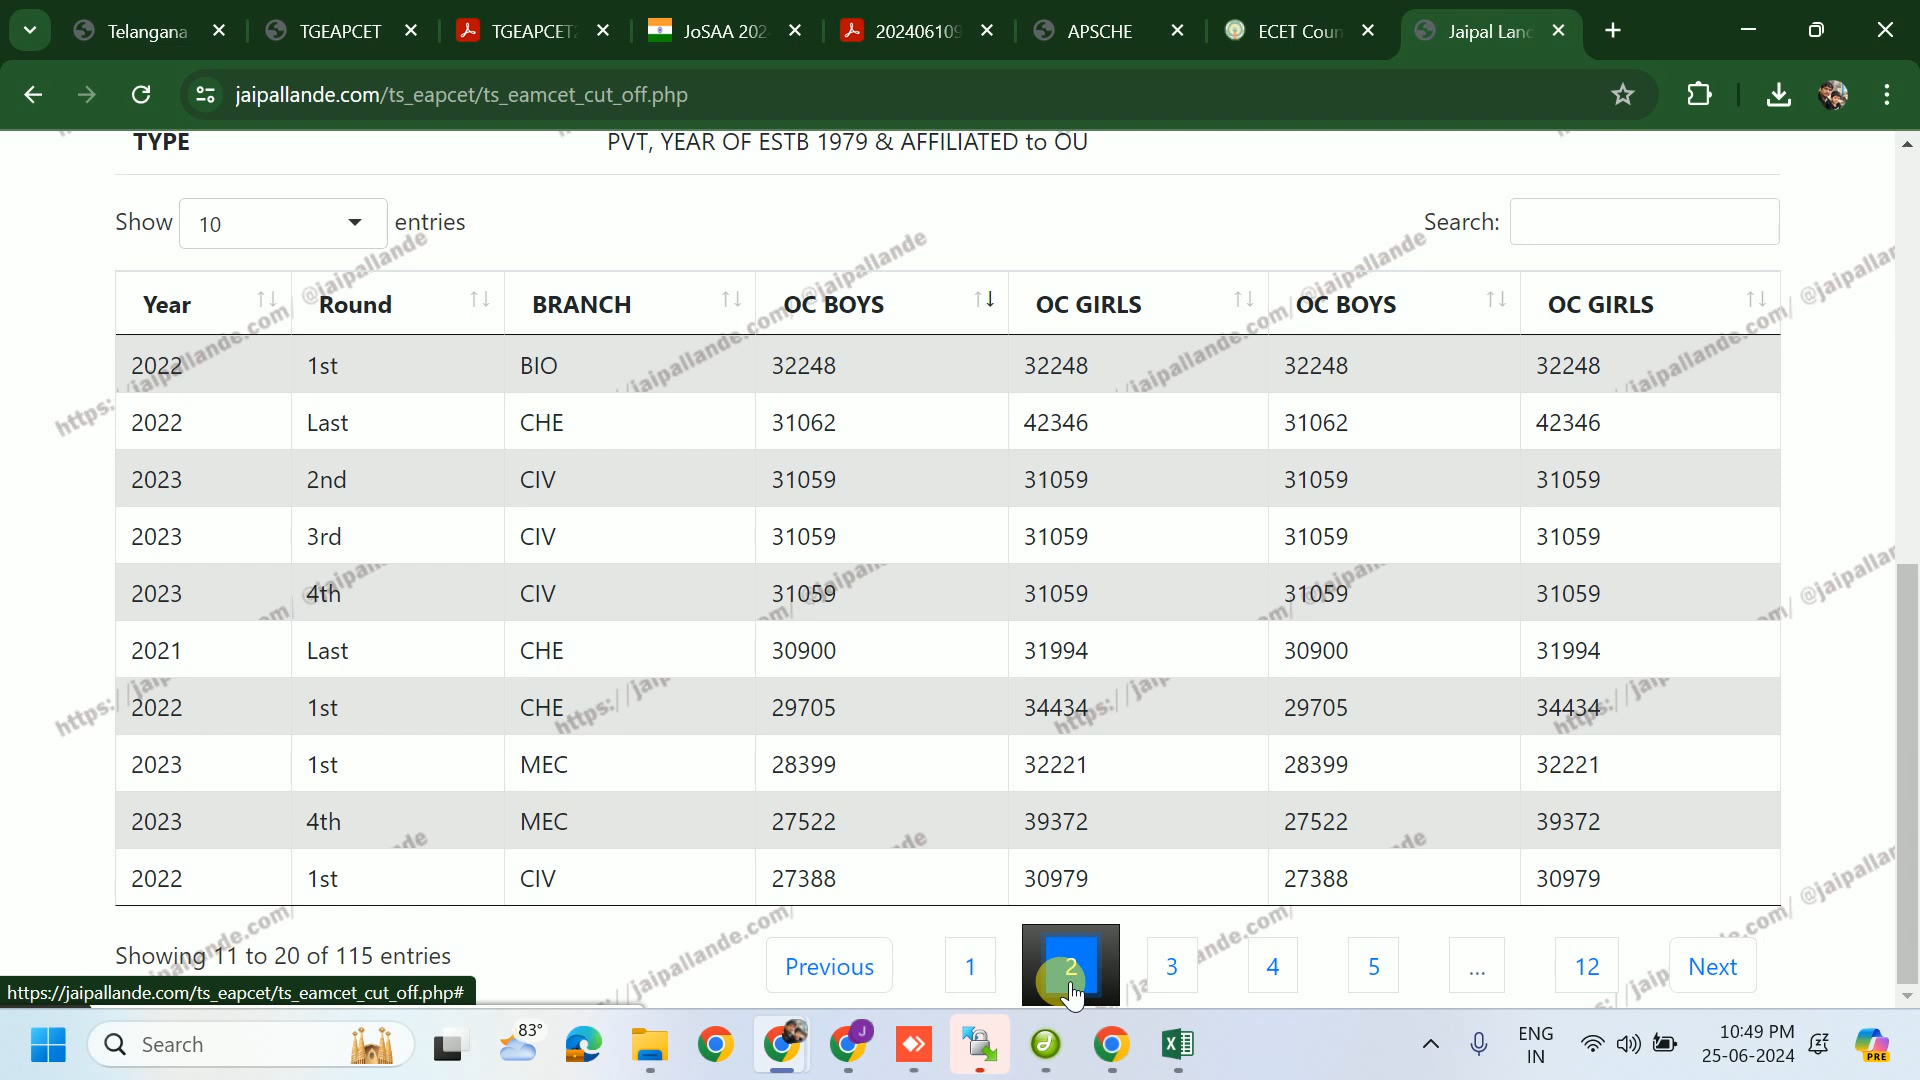 Telangana
TGEAPCET
TGEAPCET
JoSAA 202
202406109
APSCHE
ECET Coun
Jaipal Land
jaipallande.com/ts_eapcet/ts_eamcet_cut_off.php
TYPE PVT, YEAR OF ESTB 1979 & AFFILIATED to OU
Show 10 entries Search:
Year Round BRANCH OC BOYS OC GIRLS OC BOYS OC GIRLS
2022 1st BIO 32248 32248 32248 32248
2022 Last CHE 31062 42346 31062 42346
2023 2nd CIV 31059 31059 31059 31059
2023 3rd CIV 31059 31059 31059 31059
2023 4th CIV 31059 31059 31059 31059
2021 Last CHE 30900 31994 30900 31994
2022 1st CHE 29705 34434 29705 34434
2023 1st MEC 28399 32221 28399 32221
2023 4th MEC 27522 39372 27522 39372
2022 1st CIV 27388 30979 27388 30979
Showing 11 to 20 of 115 entries Previous 1 2 3 4 5 ... 12 Next
https://jaipallande.com/ts_eapcet/ts_eamcet_cut_off.php#
Search
83°
J
PRE
ENG
IN
10:49 PM
25-06-2024